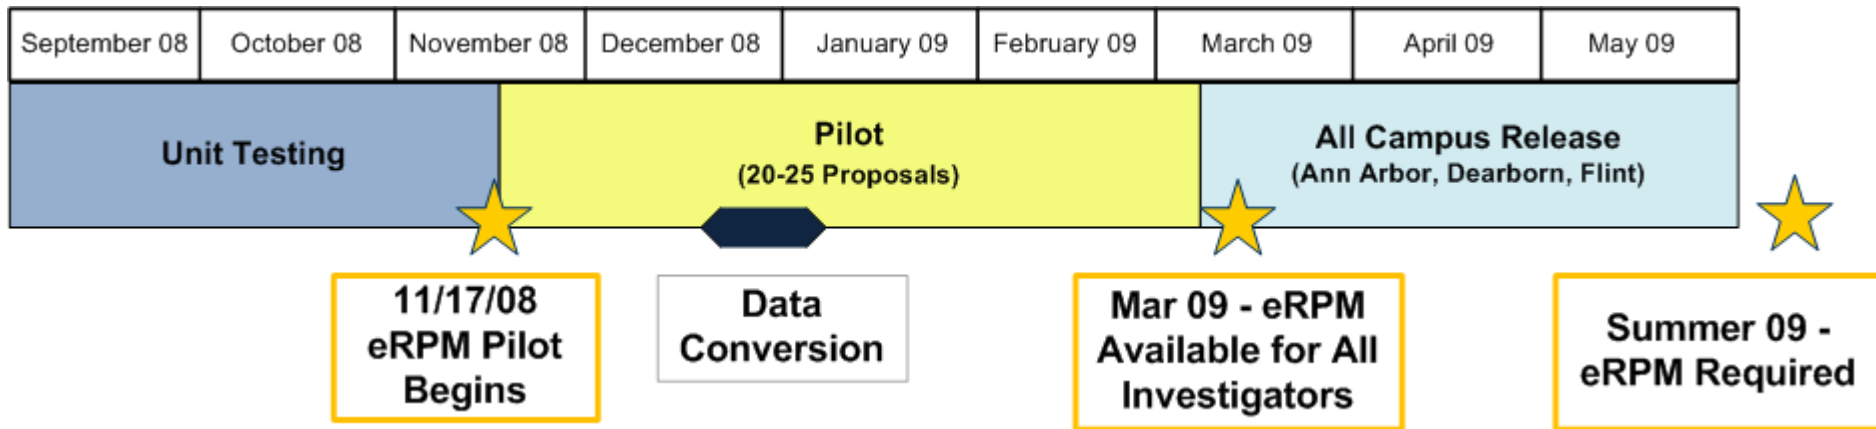 September 08 October 08 November 08 December 08 January 09 February 09 March 09 April 09 May 09
Unit Testing
Pilot
(20-25 Proposals)
All Campus Release
(Ann Arbor, Dearborn, Flint)
11/17/08
eRPM Pilot
Begins
Data
Conversion
Mar 09 - eRPM
Available for All
Investigators
Summer 09 -
eRPM Required